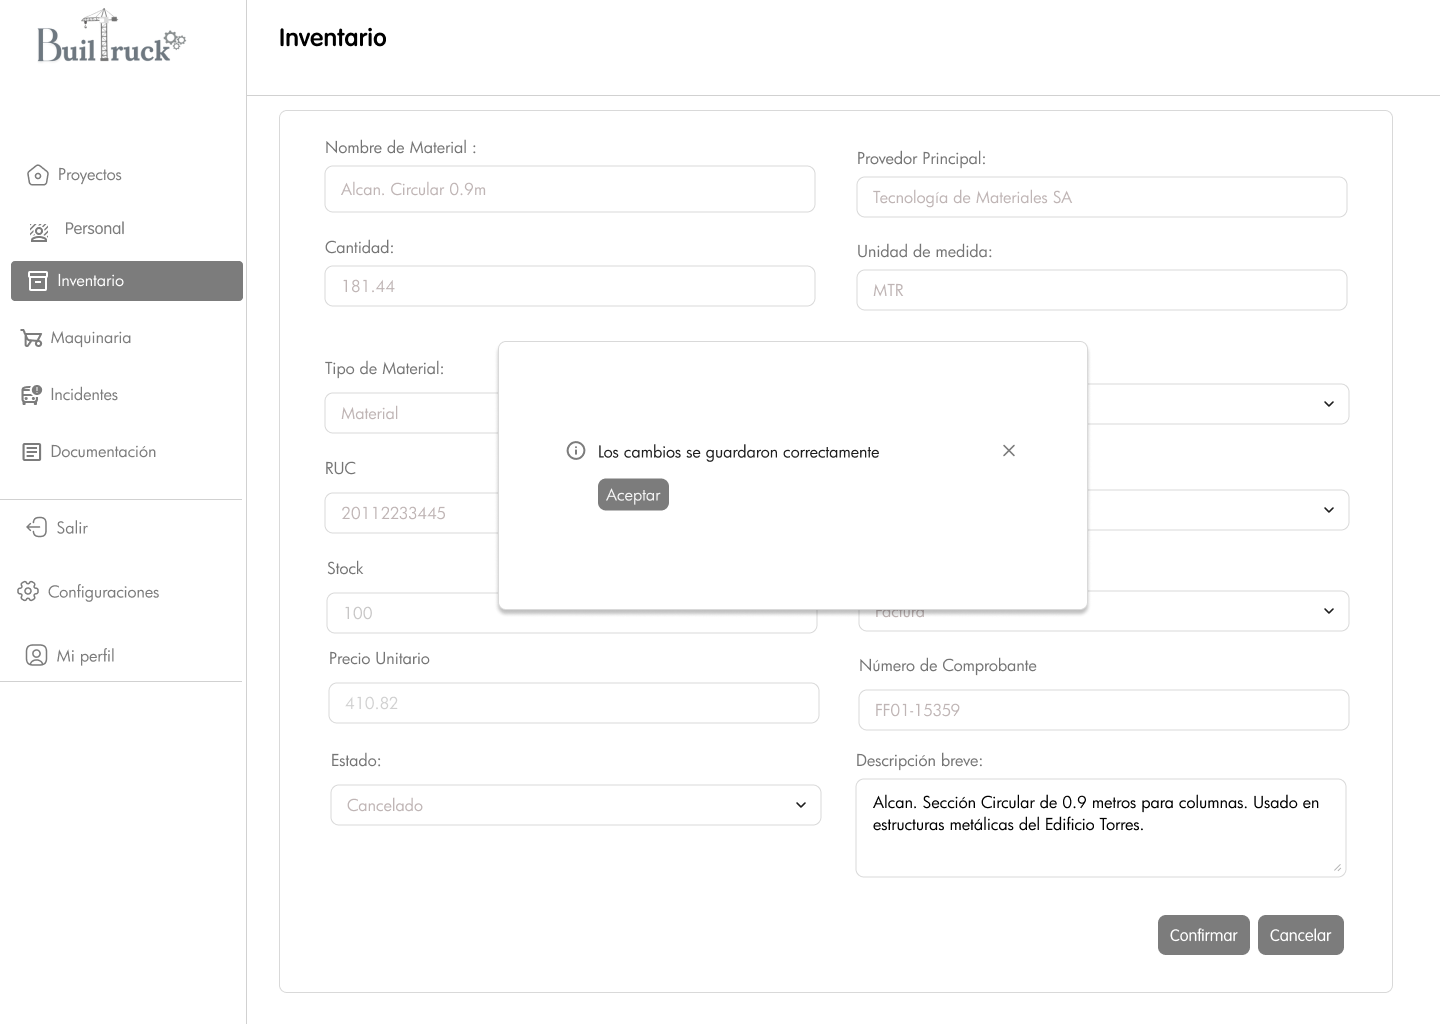 BuilTruck
Inventario
Proyectos
Personal
Inventario
Maquinaria
Incidentes
Documentación
Salir
Configuraciones
Mi perfil
Nombre de Material :
Alcan. Circular 0.9m
Provedor Principal:
Tecnología de Materiales SA
Cantidad:
181.44
Unidad de medida:
MTR
Tipo de Material:
Material
RUC
20112233445
Stock
100
Los cambios se guardaron correctamente
Aceptar
Factura
Precio Unitario
410.82
Número de Comprobante
FF01-15359
Estado:
Cancelado
Descripción breve:
Alcan. Sección Circular de 0.9 metros para columnas. Usado en
estructuras metálicas del Edificio Torres.
Confirmar
Cancelar